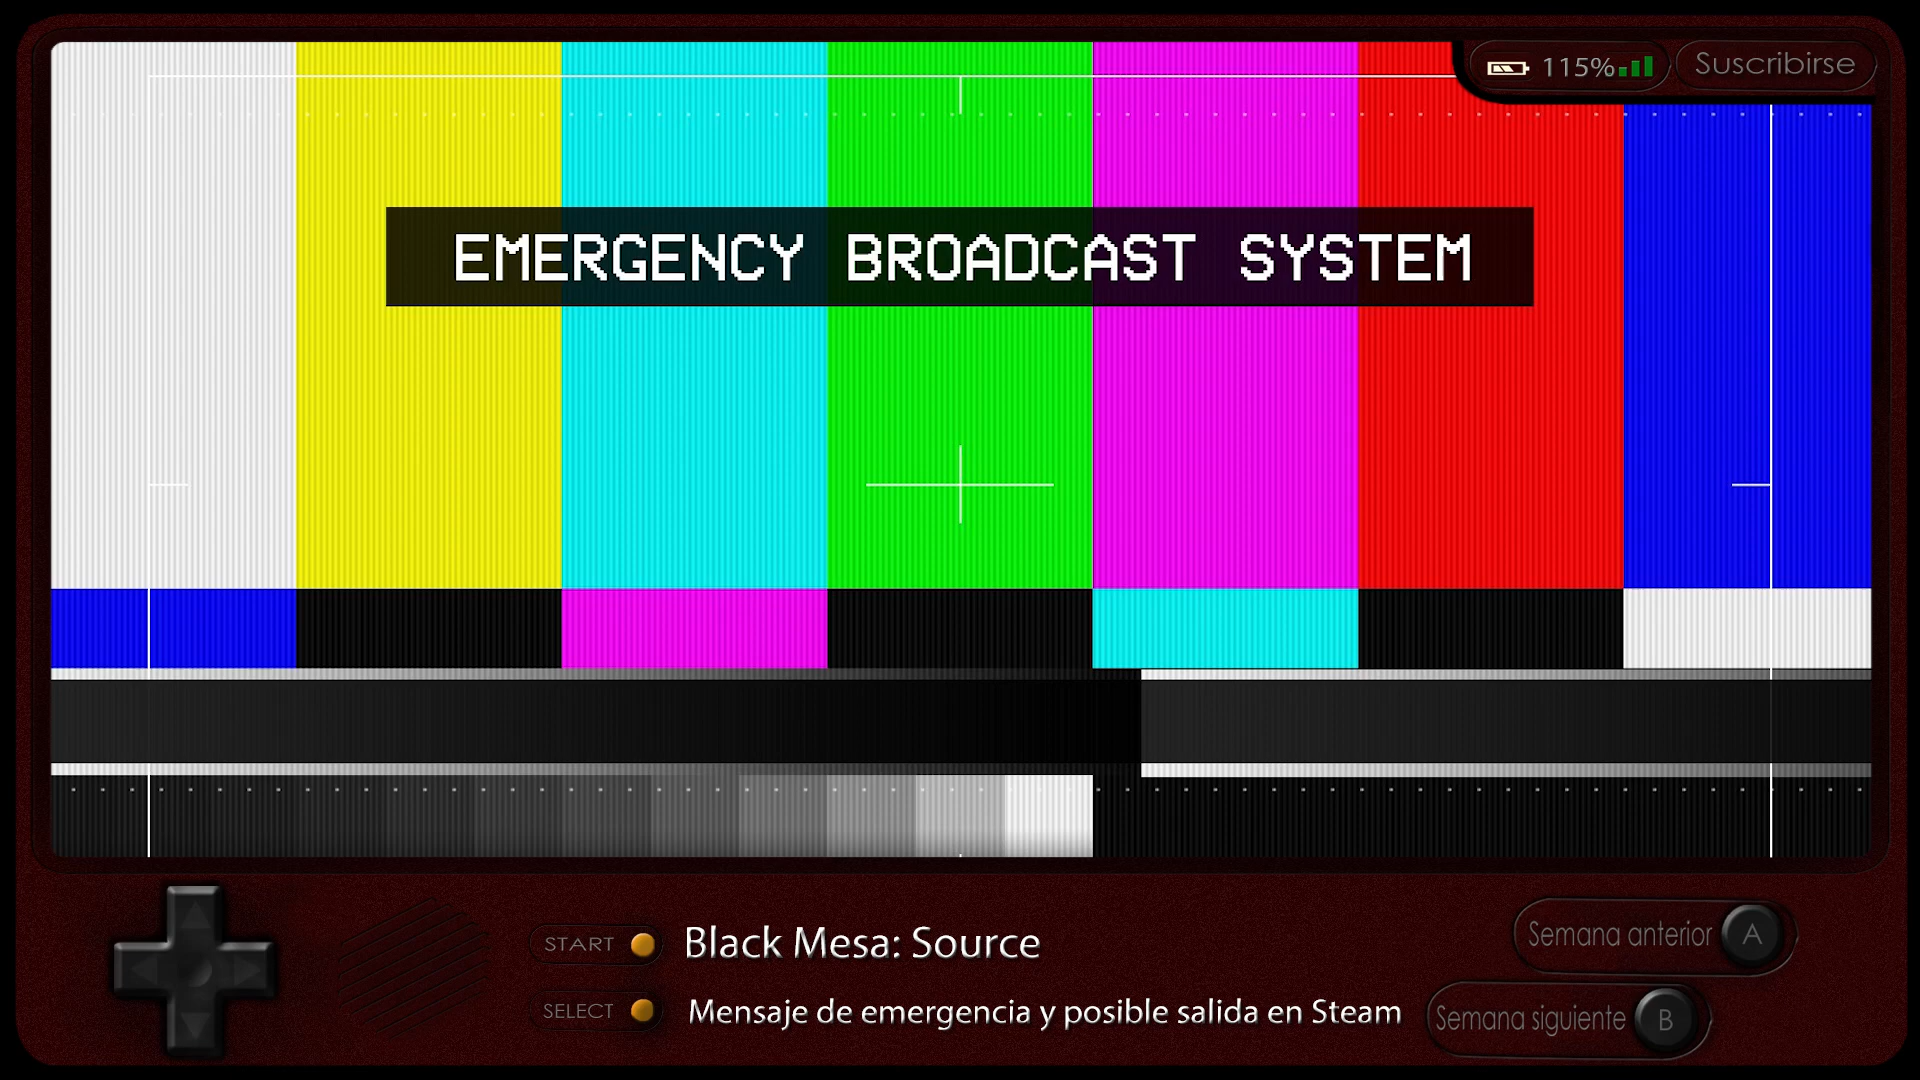 115%
Suscribirse
EMERGENCY BROADCAST SYSTEM
START
Black Mesa: Source
Semana anterior A
SELECT
Mensaje de emergencia y posible salida en Steam
Semana siguiente B